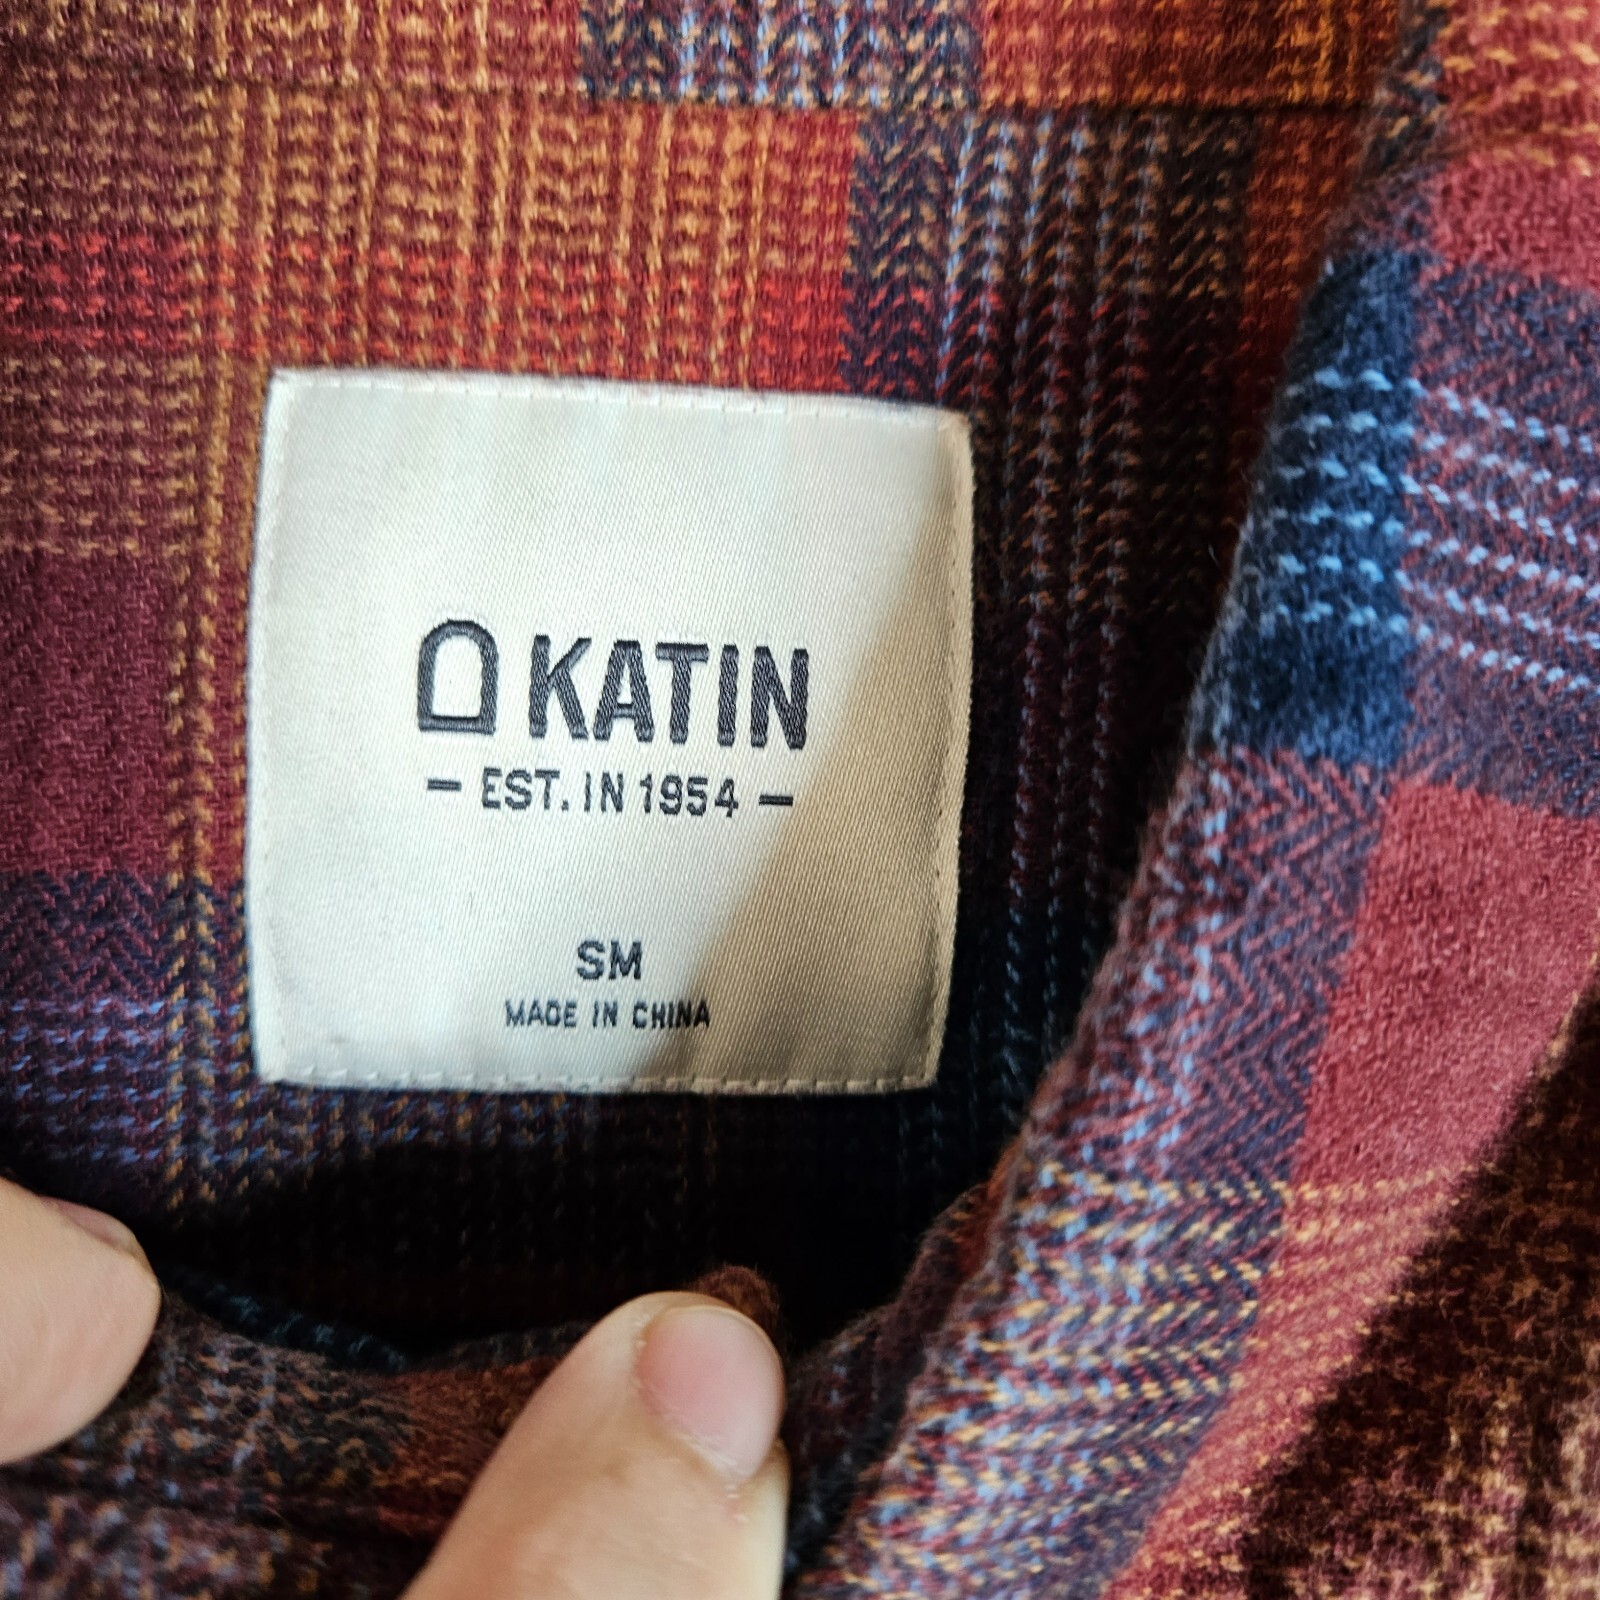 KATIN
- EST. IN 1954 -
SM
MADE IN CHINA